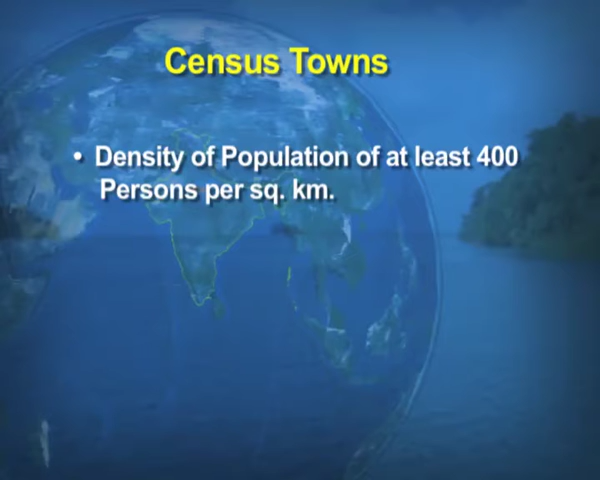 Census Towns
• Density of Population of at least 400
Persons per sq. km.